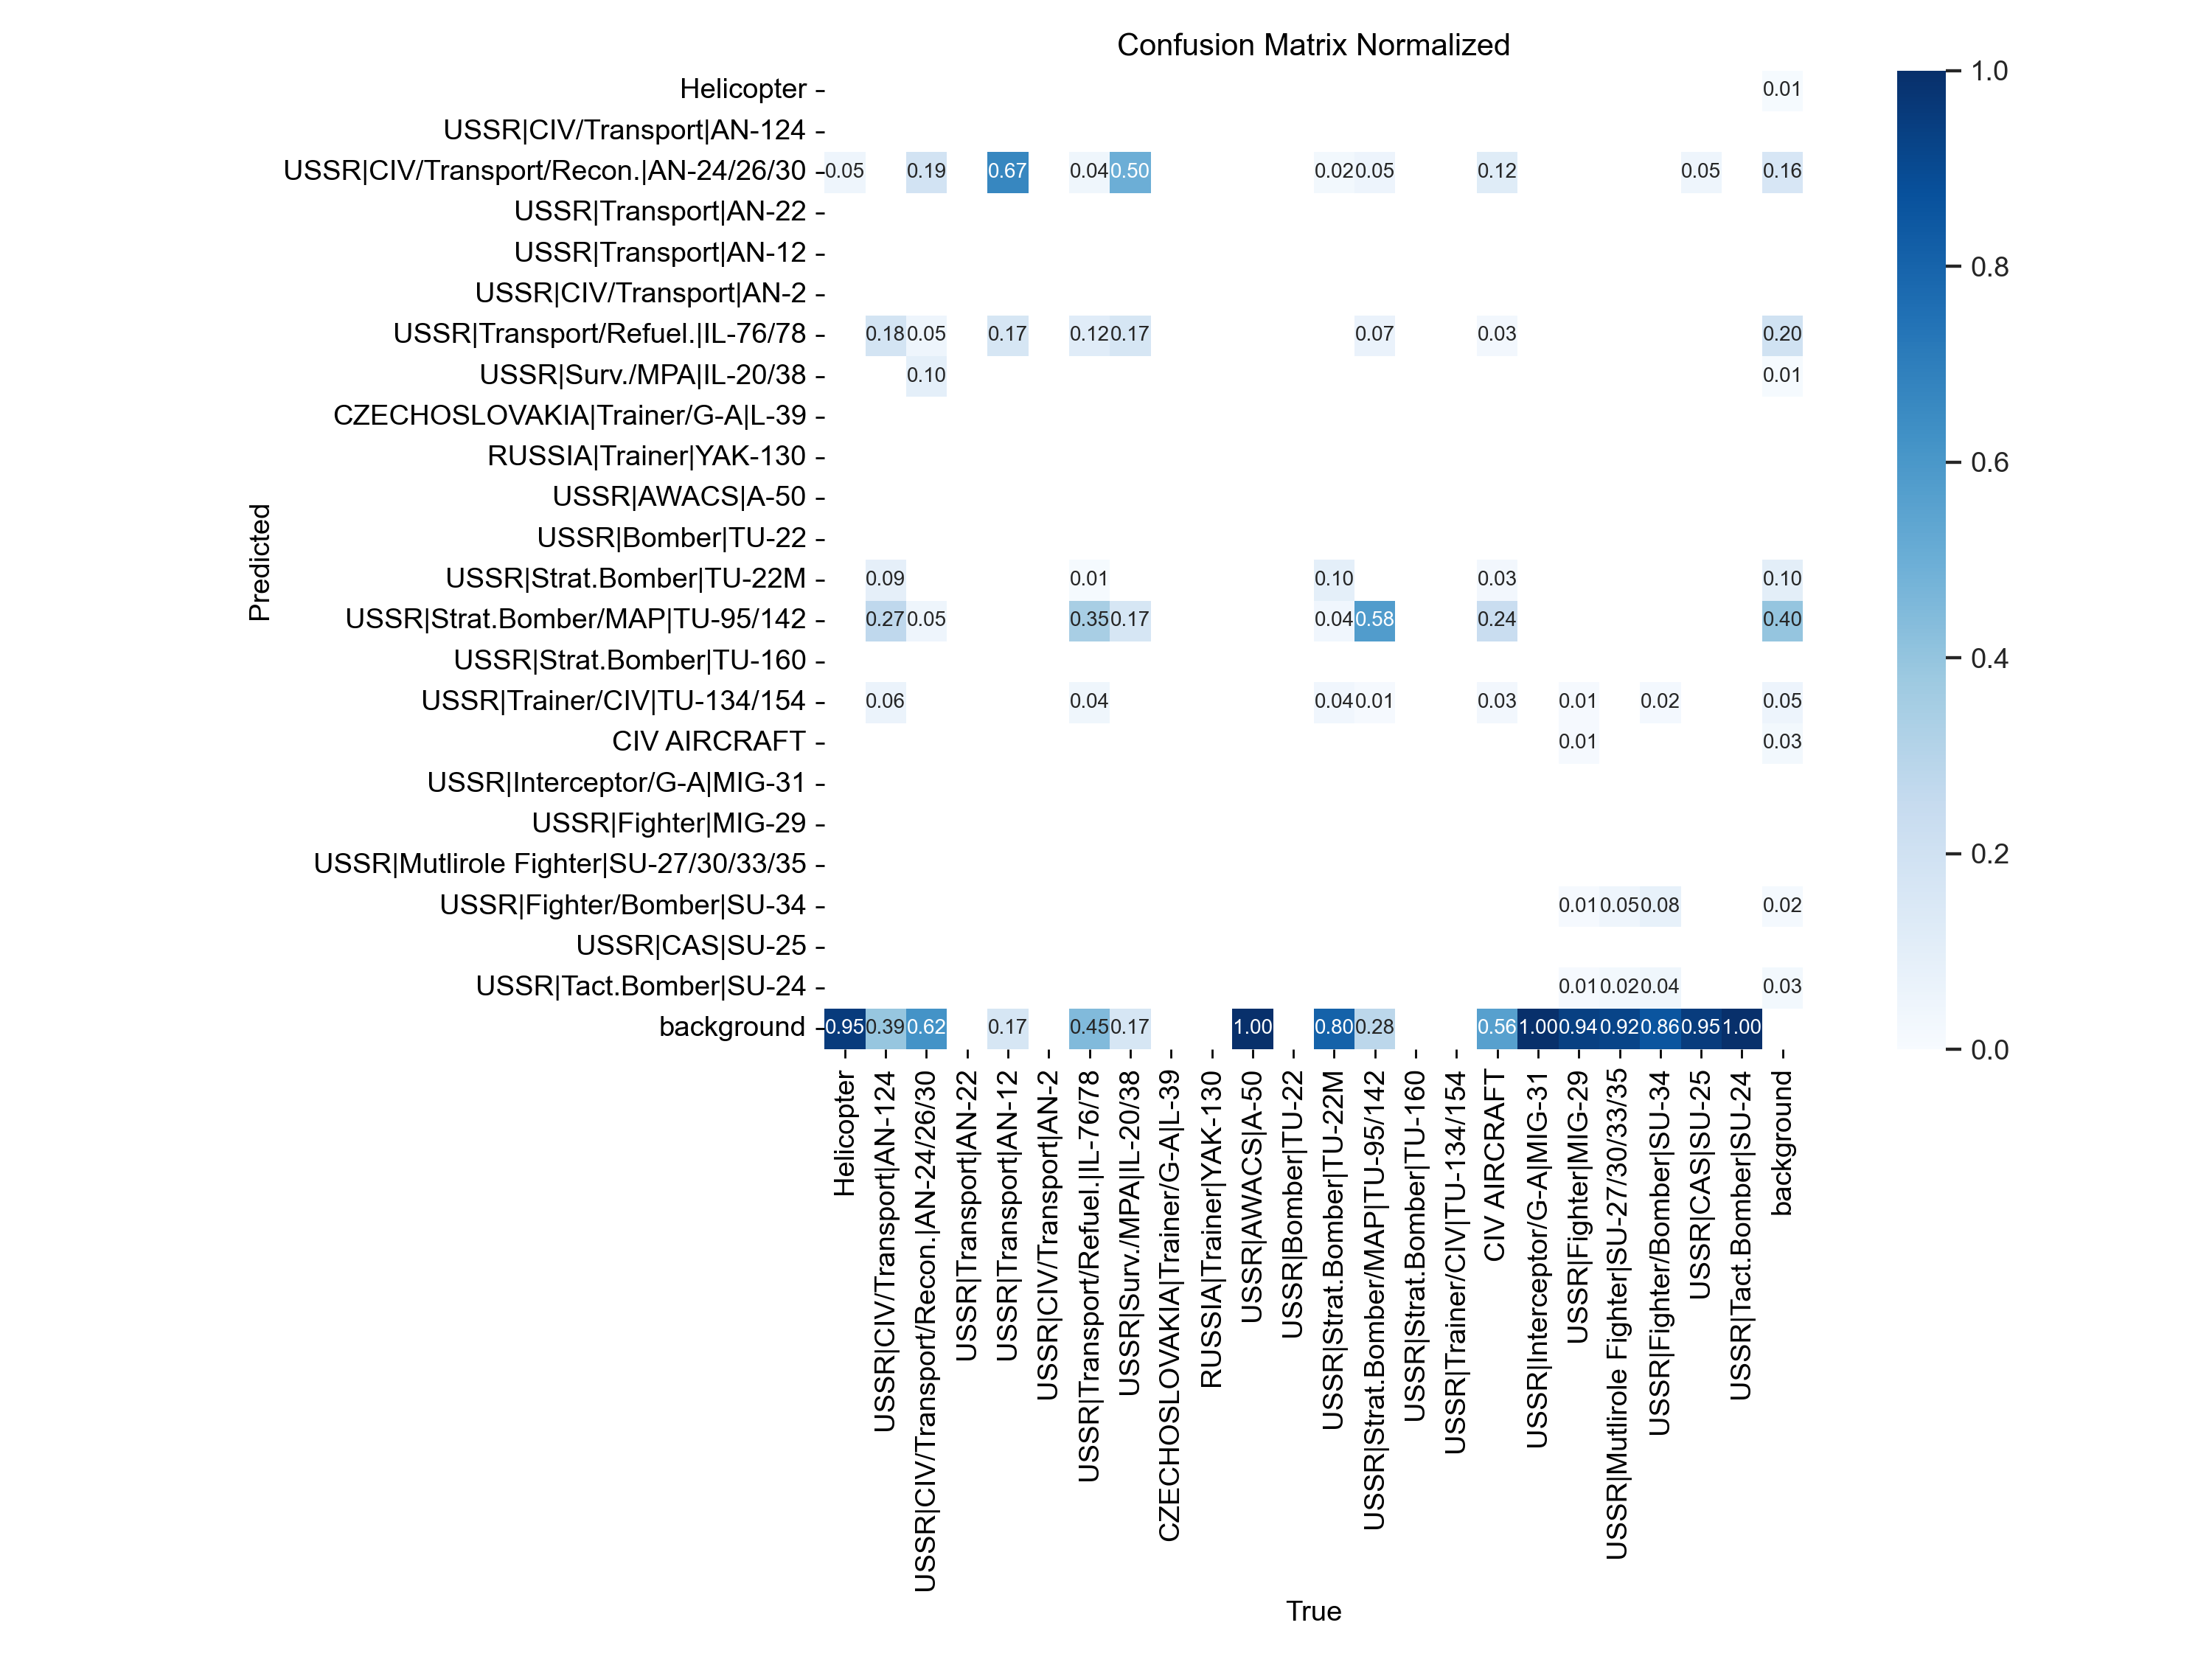 Confusion Matrix Normalized
Predicted
Helicopter
0.01
USSR|CIV/Transport|AN-124
USSR|CIV/Transport/Recon.|AN-24/26/30
0.05 0.19 0.67 0.04 0.50 0.02 0.05 0.12 0.05 0.16
USSR|Transport|AN-22
USSR|Transport|AN-12
USSR|CIV/Transport|AN-2
USSR|Transport/Refuel.|IL-76/78
0.18 0.05 0.17 0.12 0.17 0.07 0.03 0.20
USSR|Surv./MPA|IL-20/38
0.10 0.01
CZECHOSLOVAKIA|Trainer/G-A|L-39
RUSSIA|Trainer|YAK-130
USSR|AWACS|A-50
USSR|Bomber|TU-22
USSR|Strat.Bomber|TU-22M
0.09 0.01 0.10 0.03 0.10
USSR|Strat.Bomber/MAP|TU-95/142
0.27 0.05 0.35 0.17 0.04 0.58 0.24 0.40
USSR|Strat.Bomber|TU-160
USSR|Trainer/CIV|TU-134/154
0.06 0.04 0.04 0.01 0.03 0.01 0.02 0.05
CIV AIRCRAFT
0.01 0.03
USSR|Interceptor/G-A|MIG-31
USSR|Fighter|MIG-29
USSR|Mutlirole Fighter|SU-27/30/33/35
USSR|Fighter/Bomber|SU-34
0.01 0.05 0.08 0.02
USSR|CAS|SU-25
USSR|Tact.Bomber|SU-24
0.01 0.02 0.04 0.03
background
0.95 0.39 0.62 0.17 0.45 0.17 1.00 0.80 0.28 0.56 1.00 0.94 0.92 0.86 0.95 1.00
Helicopter
USSR|CIV/Transport|AN-124
USSR|CIV/Transport/Recon.|AN-24/26/30
USSR|Transport|AN-22
USSR|Transport|AN-12
USSR|CIV/Transport|AN-2
USSR|Transport/Refuel.|IL-76/78
USSR|Surv./MPA|IL-20/38
CZECHOSLOVAKIA|Trainer/G-A|L-39
RUSSIA|Trainer|YAK-130
USSR|AWACS|A-50
USSR|Bomber|TU-22
USSR|Strat.Bomber|TU-22M
USSR|Strat.Bomber/MAP|TU-95/142
USSR|Strat.Bomber|TU-160
USSR|Trainer/CIV|TU-134/154
CIV AIRCRAFT
USSR|Interceptor/G-A|MIG-31
USSR|Fighter|MIG-29
USSR|Mutlirole Fighter|SU-27/30/33/35
USSR|Fighter/Bomber|SU-34
USSR|CAS|SU-25
USSR|Tact.Bomber|SU-24
background
True
1.0
0.8
0.6
0.4
0.2
0.0